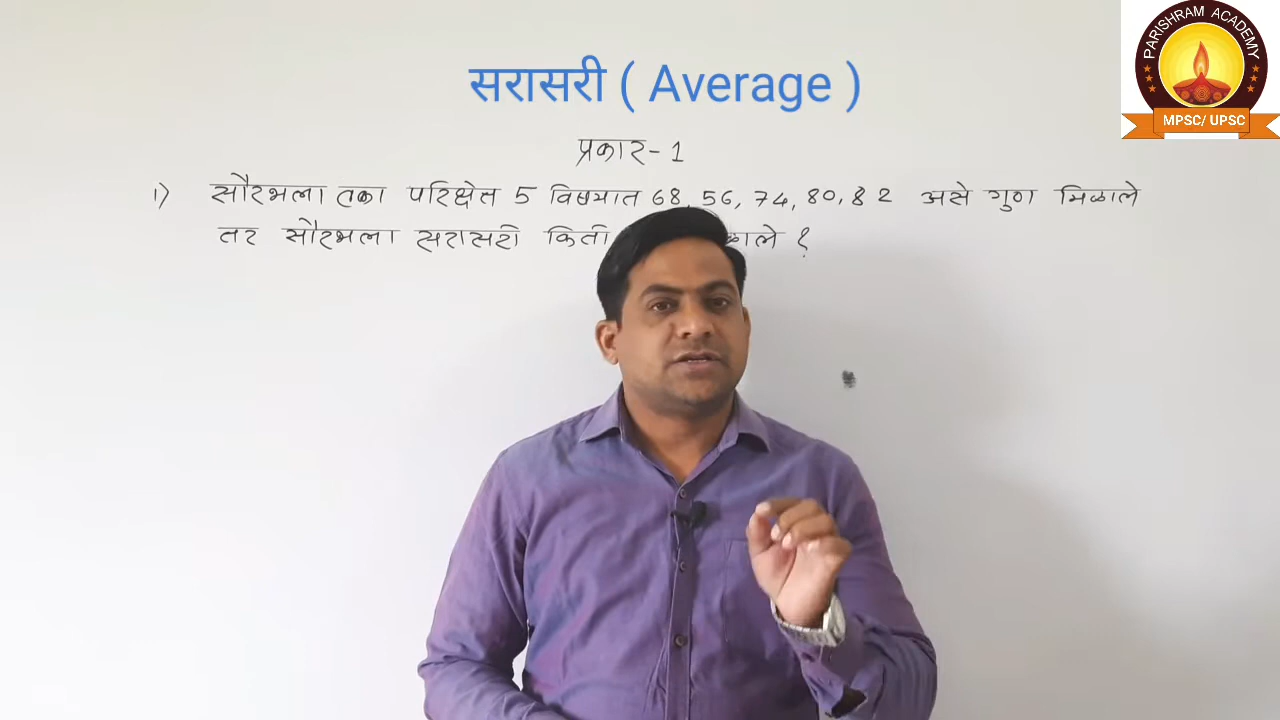 सरासरी ( Average )
PARISHRAM ACADEMY
MPSC/ UPSC
प्रकार - 1
1) सौरभला एका परिक्षेत 5 विषयात 68, 56, 74, 80, 82 असे गुण मिळाले
तर सौरभला सरासरी किती ळाले ?